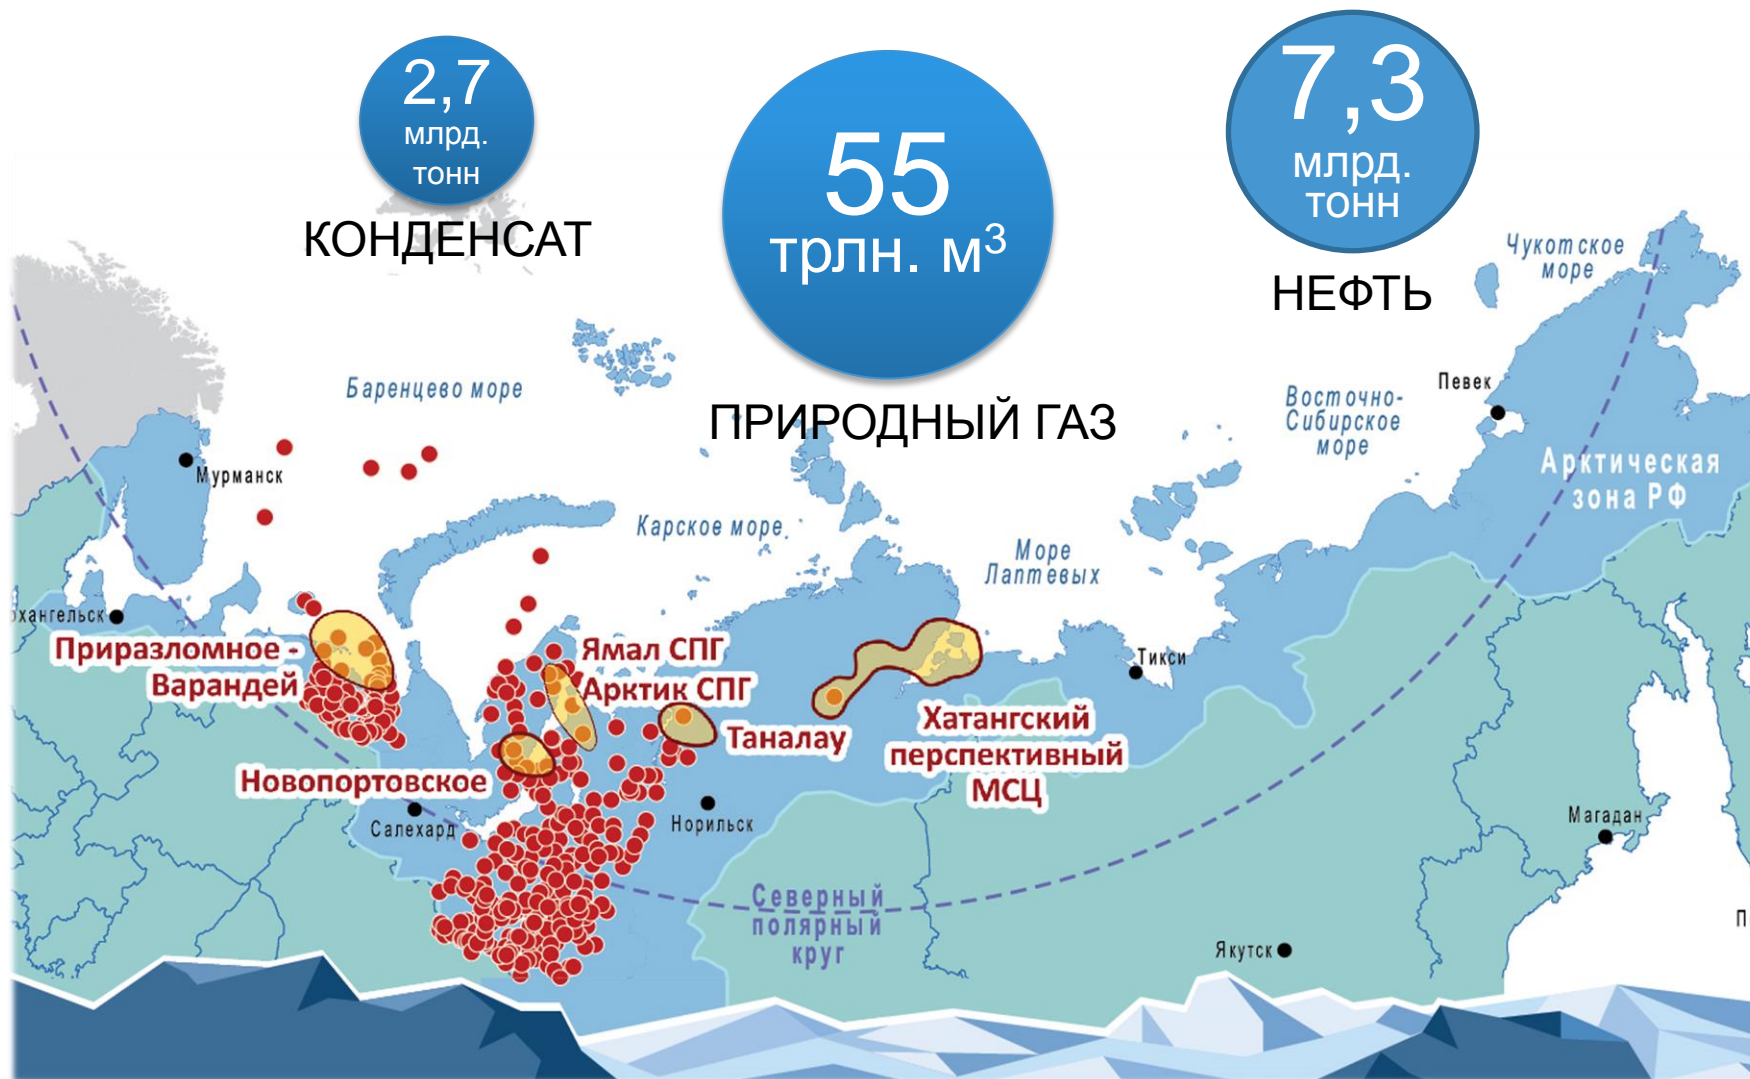 2,7
млрд.
тонн
КОНДЕНСАТ
55
трлн. м³
ПРИРОДНЫЙ ГАЗ
7,3
млрд.
тонн
НЕФТЬ
Чукотское
море
Баренцево море
Певек
Восточно-
Сибирское
море
Арктическая
зона РФ
Мурманск
Карское море
Море
Лаптевых
рхангельск
Приразломное -
Варандей
Ямал СПГ
Арктик СПГ
Тикси
Таналау
Хатангский
перспективный
МСЦ
Новопортовское
Салехард
Норильск
Магадан
Северный
полярный
круг
Якутск
П